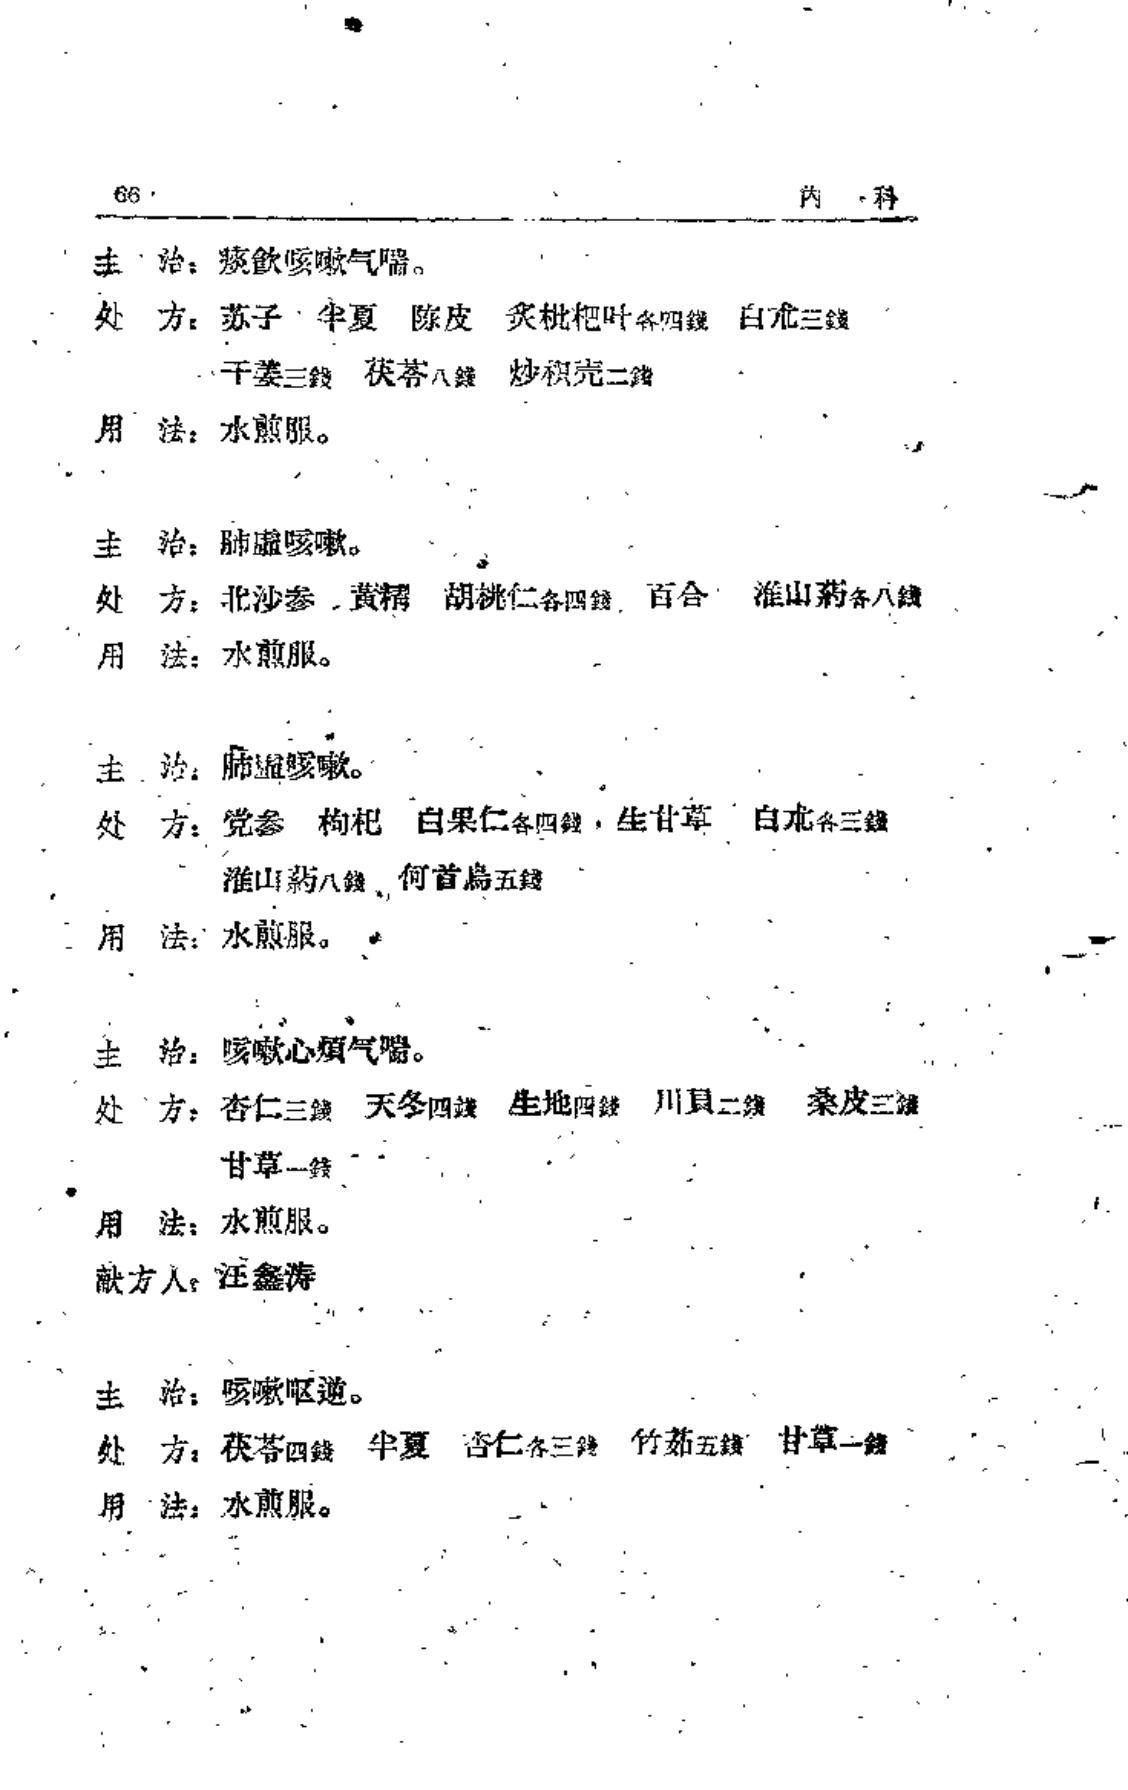 66
内 科
主 治：痰飲咳嗽气喘。
处 方：苏子 半夏 陈皮 炙枇杷叶各四錢 白朮三錢
干姜三錢 茯苓八錢 炒积壳二錢
用 法：水煎服。
主 治：肺虛咳嗽。
处 方：北沙参 黃精 胡桃仁各四錢 百合 淮山葯各八錢
用 法：水煎服。
主 治：肺虛咳嗽。
处 方：党参 枸杞 白果仁各四錢 生甘草 白朮各三錢
淮山葯八錢 何首烏五錢
用 法：水煎服。
主 治：咳嗽心煩气喘。
处 方：杏仁三錢 天冬四錢 生地四錢 川貝二錢 桑皮三錢
甘草一錢
用 法：水煎服。
献方人：汪鑫涛
主 治：咳嗽呕逆。
处 方：茯苓四錢 半夏 杏仁各三錢 竹茹五錢 甘草一錢
用 法：水煎服。